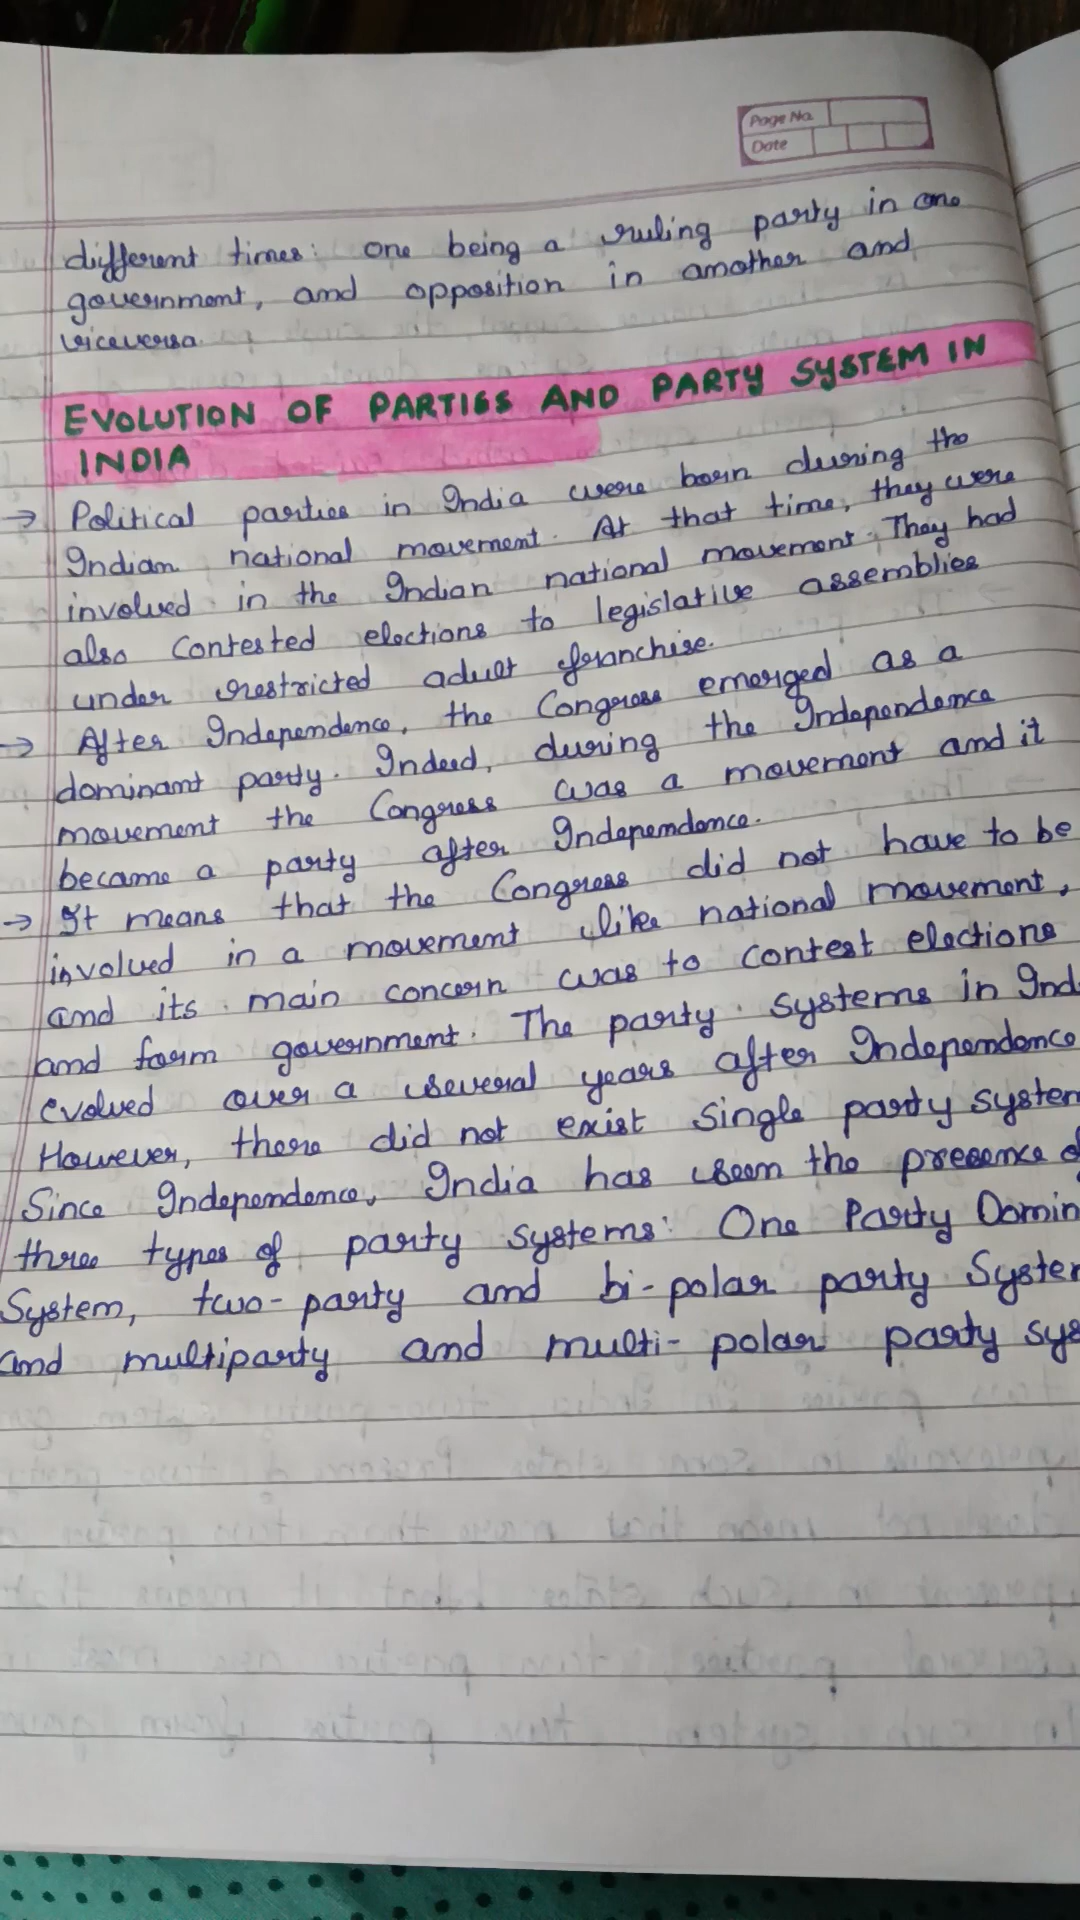 Page No.
Date
different times: one being a ruling party in one
government, and opposition in another and
viceversa
EVOLUTION OF PARTIES AND PARTY SYSTEM IN
INDIA
→ Political parties in India were born during the
Indian national movement. At that time, they were
involved in the Indian national movement. They had
also contested elections to legislative assemblies
under restricted adult franchise.
→ After Independence, the Congress emerged as a
dominant party. Indeed, during the Independence
movement the Congress was a movement and it
became a party after Independence.
→ It means that the Congress did not have to be
involved in a movement like national movement,
and its main concern was to contest elections
and form government. The party systems in Ind
evolved over a several years after Independence
However, there did not exist single party system
Since Independence, India has seen the presence of
three types of party systems: One Party Domin
System, two-party and bi-polar party System
and multiparty and multi-polar party sys